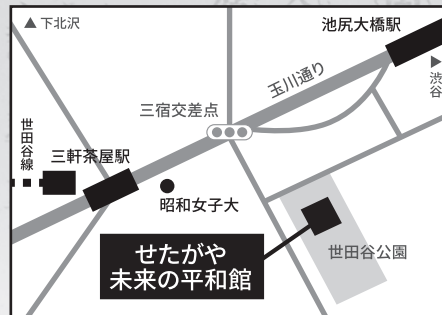 ▲下北沢
池尻大橋駅
▶渋谷
玉川通り
三宿交差点
世田谷線
三軒茶屋駅
昭和女子大
せたがや
未来の平和館
世田谷公園